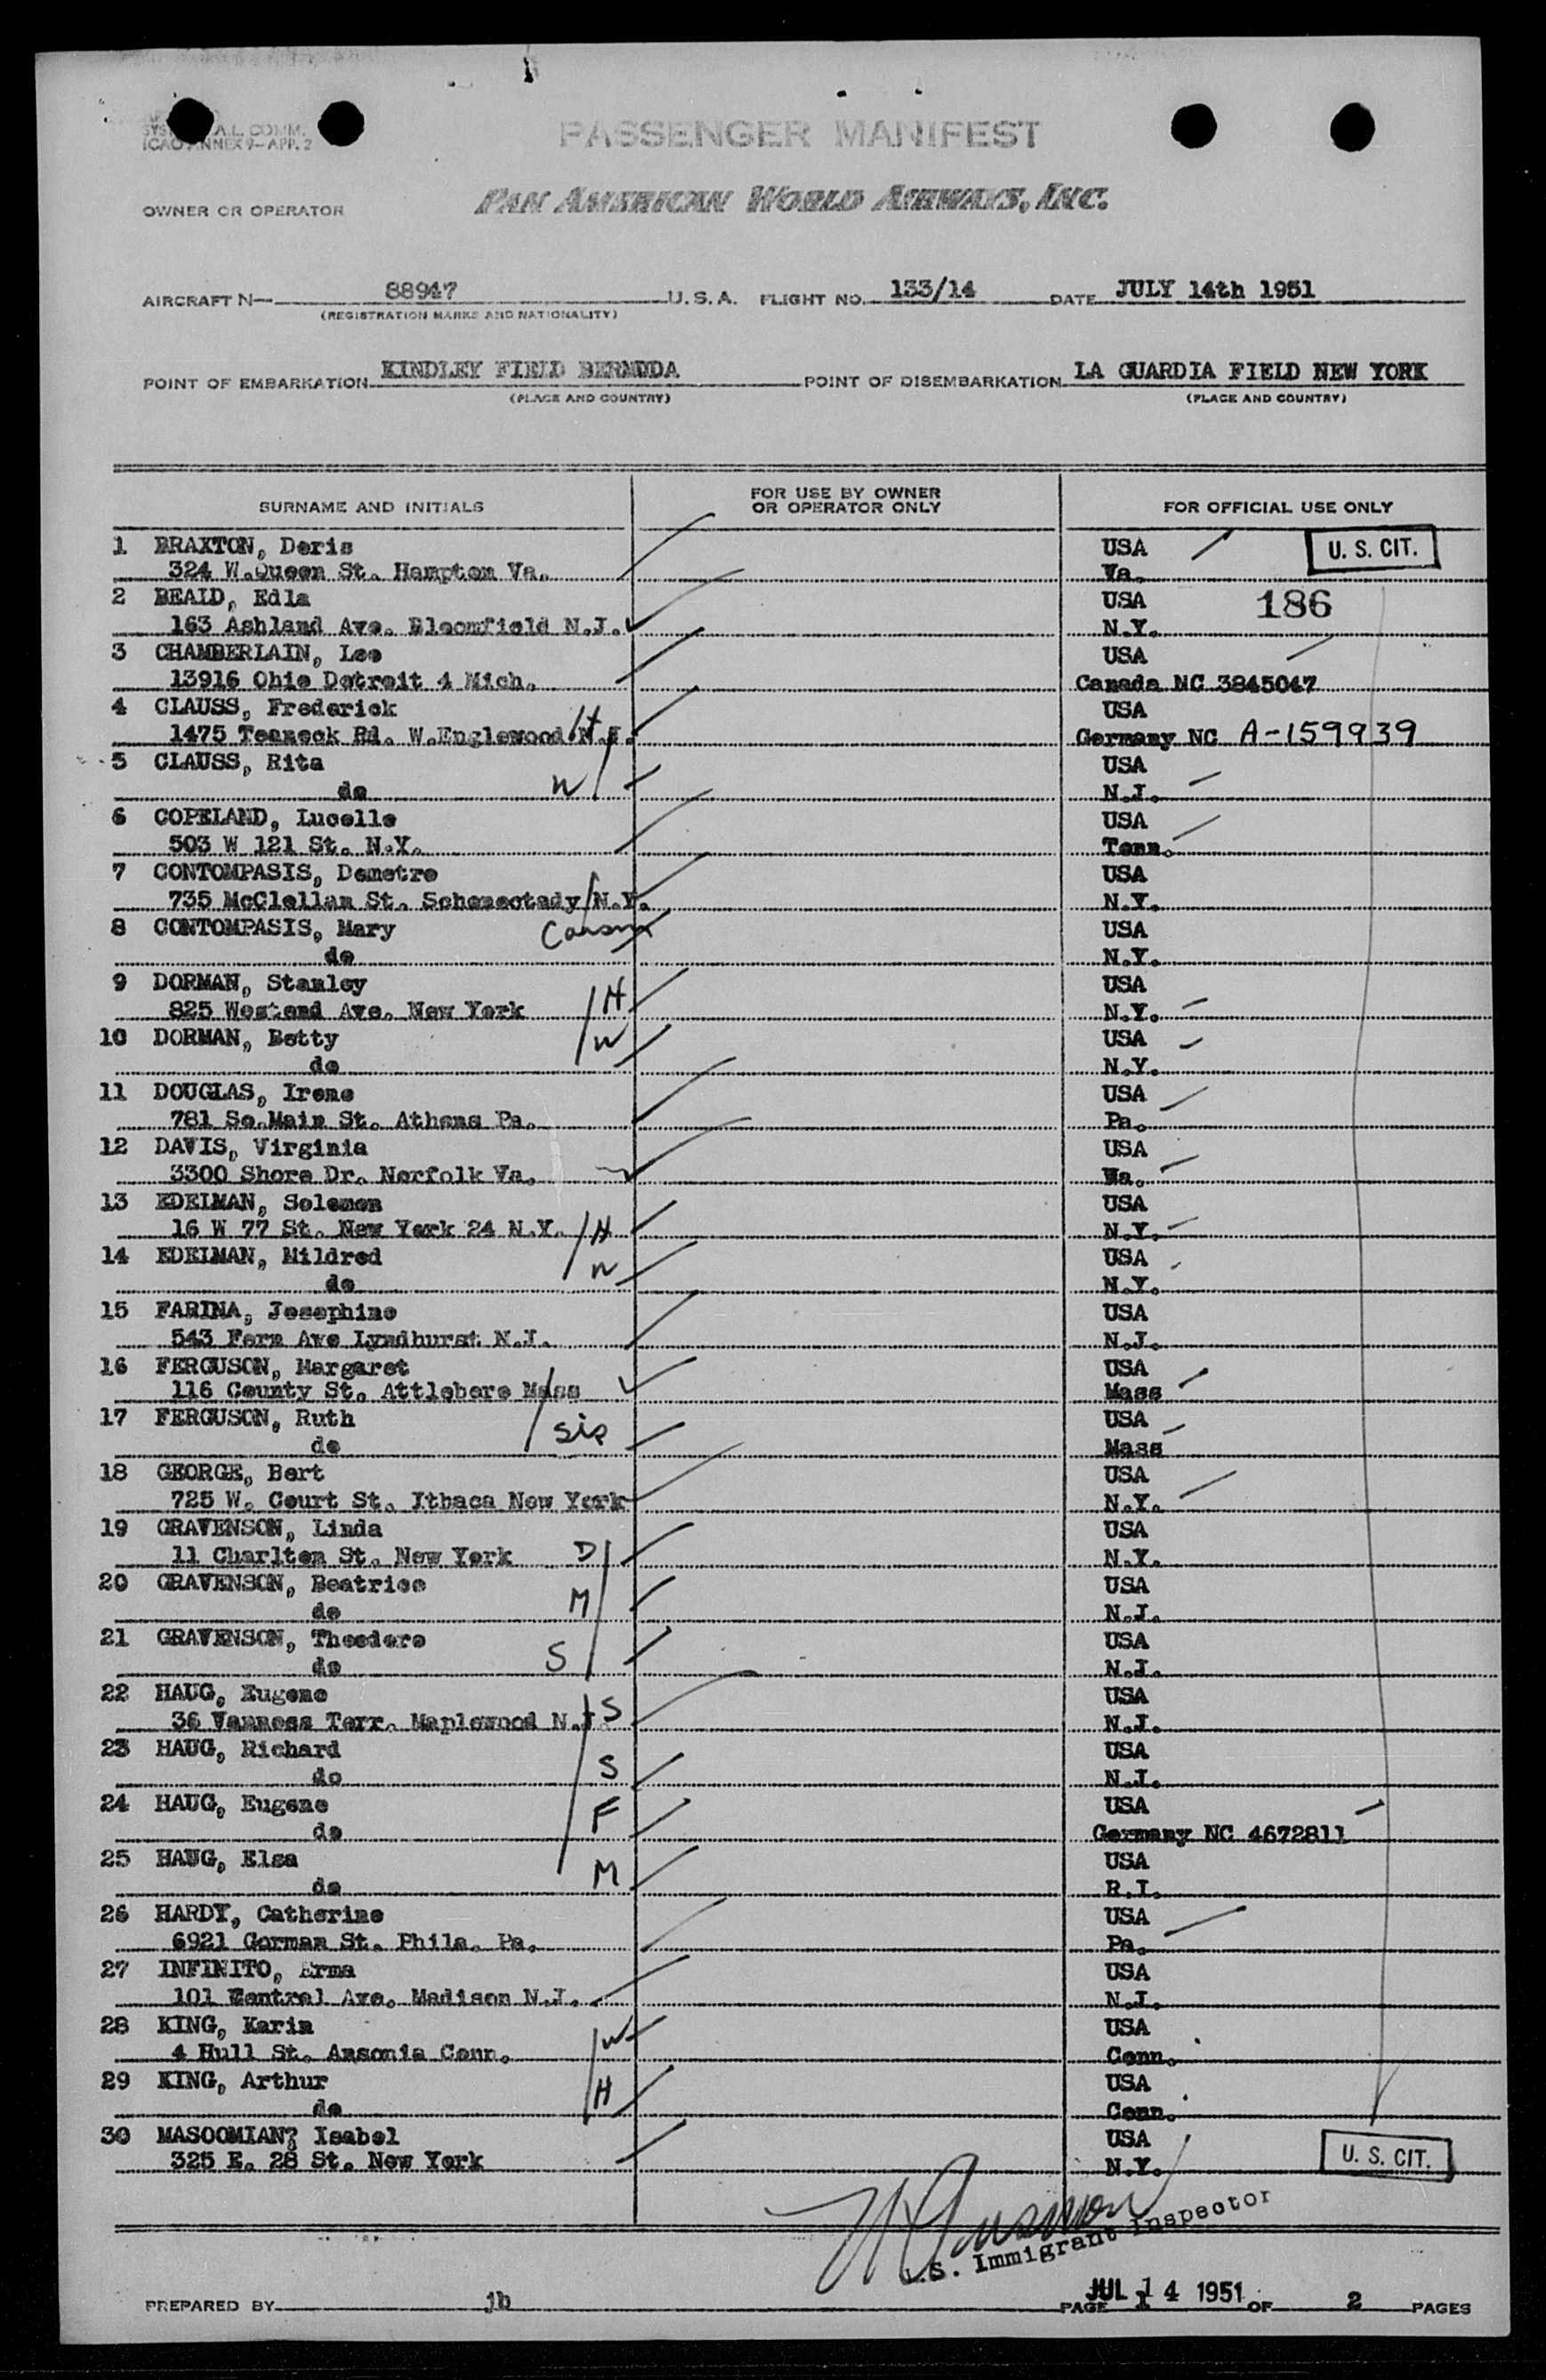 SYS A.L. COMM.
ICAO ANNEX 9-APP. 2
PASSENGER MANIFEST
OWNER OR OPERATOR PAN AMERICAN WORLD AIRWAYS, INC.
AIRCRAFT N- 88947 U.S.A. FLIGHT NO. 133/14 DATE JULY 14th 1951
(REGISTRATION MARKS AND NATIONALITY)
POINT OF EMBARKATION KINDLEY FIELD BERMUDA POINT OF DISEMBARKATION LA GUARDIA FIELD NEW YORK
(PLACE AND COUNTRY) (PLACE AND COUNTRY)
SURNAME AND INITIALS FOR USE BY OWNER OR OPERATOR ONLY FOR OFFICIAL USE ONLY
1 BRAXTON, Doris USA U. S. CIT.
324 W.Queen St. Hampton Va. Va.
2 BEALD, Edla USA 186
163 Ashland Ave. Bloomfield N.J. N.Y.
3 CHAMBERLAIN, Lee USA
13916 Ohio Detroit 4 Mich. Canada NC 3845047
4 CLAUSS, Frederick USA
1475 Teaneck Rd. W.Englewood N.J. H Germany NC A-159939
5 CLAUSS, Rita USA
do W N.J.
6 COPELAND, Lucelle USA
503 W 121 St. N.Y. Tenn.
7 CONTOMPASIS, Demetre USA
735 McClellan St. Schenectady N.Y. N.Y.
8 CONTOMPASIS, Mary USA
do N.Y.
9 DORMAN, Stanley USA
825 Westend Ave. New York H N.Y.
10 DORMAN, Betty W USA
do N.Y.
11 DOUGLAS, Irene USA
781 So.Main St. Athens Pa. Pa.
12 DAVIS, Virginia USA
3300 Shore Dr. Norfolk Va. Wa.
13 EDELMAN, Solomon USA
16 W 77 St. New York 24 N.Y. H N.Y.
14 EDELMAN, Mildred W USA
do N.Y.
15 FARINA, Josephine USA
543 Fern Ave Lyndhurst N.J. N.J.
16 FERGUSON, Margaret USA
116 County St. Attleboro Mass Mass
17 FERGUSON, Ruth sis USA
do Mass
18 GEORGE, Bert USA
725 W. Court St. Ithaca New York N.Y.
19 GRAVENSON, Linda USA
11 Charlton St. New York D N.Y.
20 GRAVENSON, Beatrice M USA
do N.J.
21 GRAVENSON, Theodore USA
do S N.J.
22 HAUG, Eugene USA
36 Vanness Terr. Maplewood N.J. S N.J.
23 HAUG, Richard USA
do S N.J.
24 HAUG, Eugene F USA
do Germany NC 4672811
25 HAUG, Elsa USA
do M R.I.
26 HARDY, Catherine USA
6921 Gorman St. Phila. Pa. Pa.
27 INFINITO, Erma USA
101 Central Ave. Madison N.J. N.J.
28 KING, Karin W USA
4 Hull St. Ansonia Conn. Conn.
29 KING, Arthur H USA
do Conn.
30 MASOOMIAN? Isabel USA
325 E. 28 St. New York N.Y. U. S. CIT.
.S. Immigrant Inspector
JUL 14 1951
PREPARED BY jb PAGE 1 OF 2 PAGES